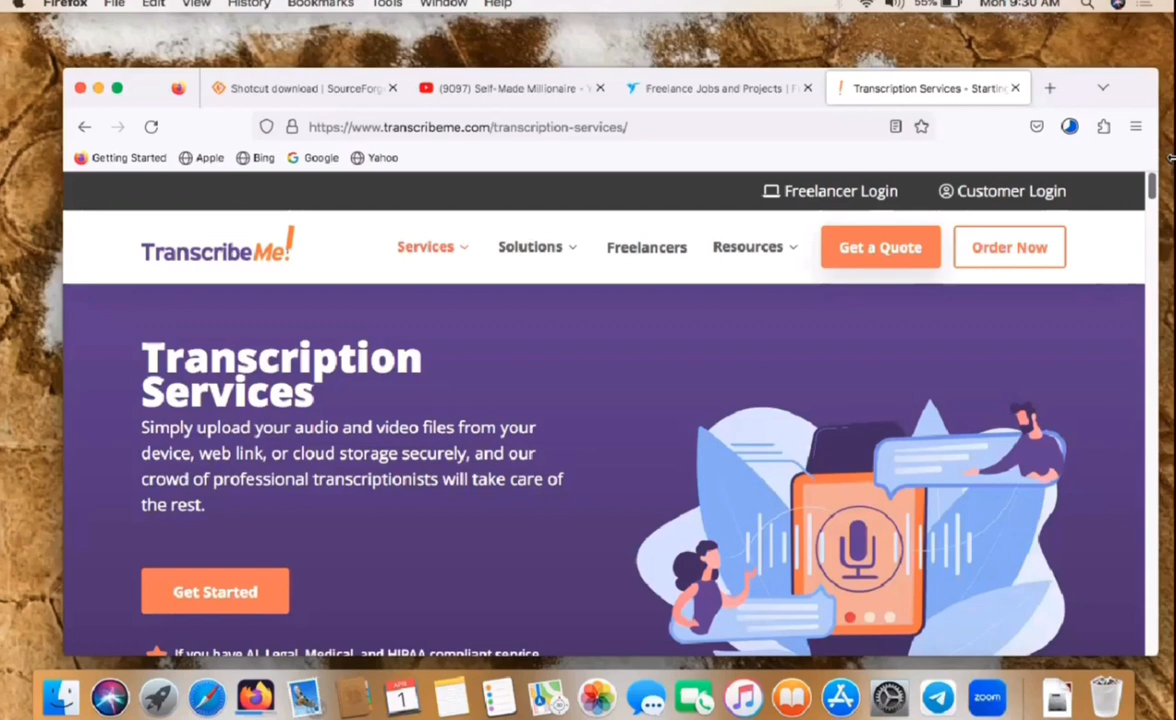 Firefox File Edit View History Bookmarks Tools Window Help 55% Mon 9:30 AM
Shotcut download | SourceForg (9097) Self-Made Millionaire - Y Freelance Jobs and Projects | F Transcription Services - Starting
https://www.transcribeme.com/transcription-services/
Getting Started Apple Bing Google Yahoo
Freelancer Login Customer Login
TranscribeMe! Services Solutions Freelancers Resources Get a Quote Order Now
Transcription
Services
Simply upload your audio and video files from your
device, web link, or cloud storage securely, and our
crowd of professional transcriptionists will take care of
the rest.
Get Started
If you have AI, Legal, Medical, and HIPAA compliant service
APR
1
zoom